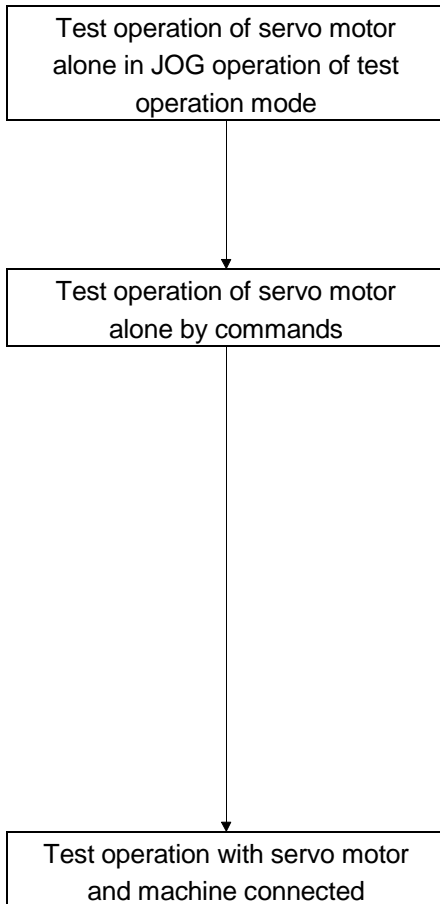 Test operation of servo motor
alone in JOG operation of test
operation mode
Test operation of servo motor
alone by commands
Test operation with servo motor
and machine connected